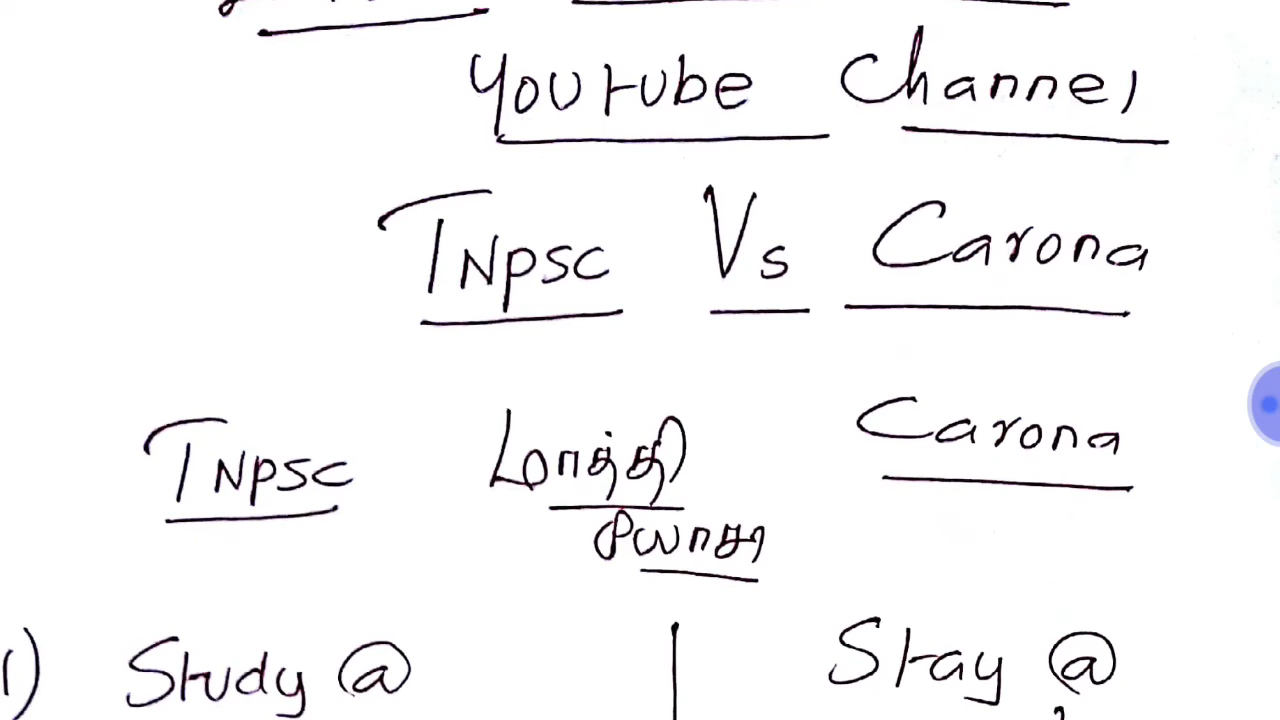 Youtube Channel
TNPSC Vs Carona
TNPSC மாத்தி Carona
யோசி
1) Study @ Stay @